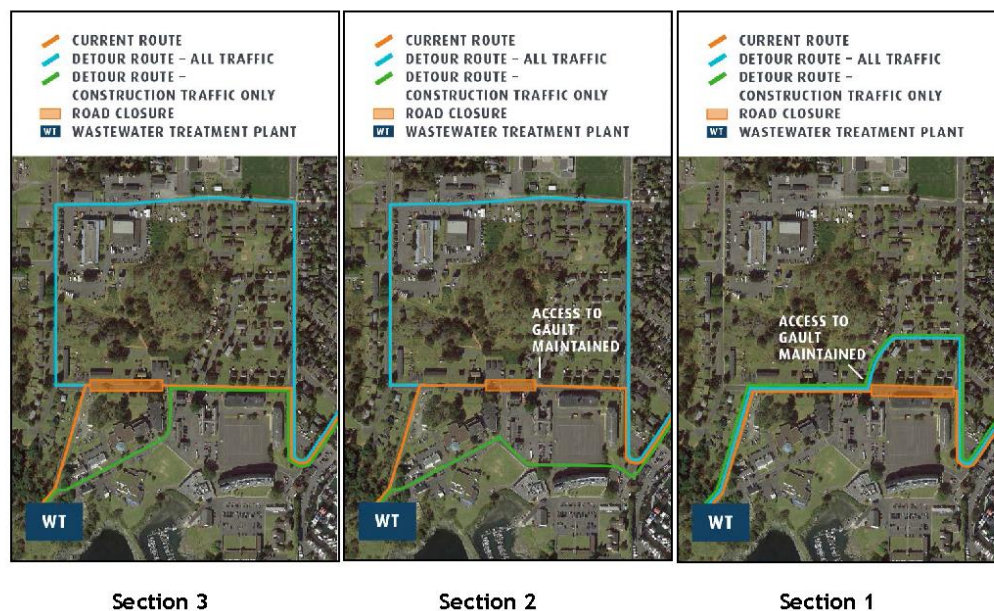 CURRENT ROUTE
DETOUR ROUTE – ALL TRAFFIC
DETOUR ROUTE –
CONSTRUCTION TRAFFIC ONLY
ROAD CLOSURE
WT WASTEWATER TREATMENT PLANT
WT
Section 3
CURRENT ROUTE
DETOUR ROUTE – ALL TRAFFIC
DETOUR ROUTE –
CONSTRUCTION TRAFFIC ONLY
ROAD CLOSURE
WT WASTEWATER TREATMENT PLANT
ACCESS TO
GAULT
MAINTAINED
WT
Section 2
CURRENT ROUTE
DETOUR ROUTE – ALL TRAFFIC
DETOUR ROUTE –
CONSTRUCTION TRAFFIC ONLY
ROAD CLOSURE
WT WASTEWATER TREATMENT PLANT
ACCESS TO
GAULT
MAINTAINED
WT
Section 1